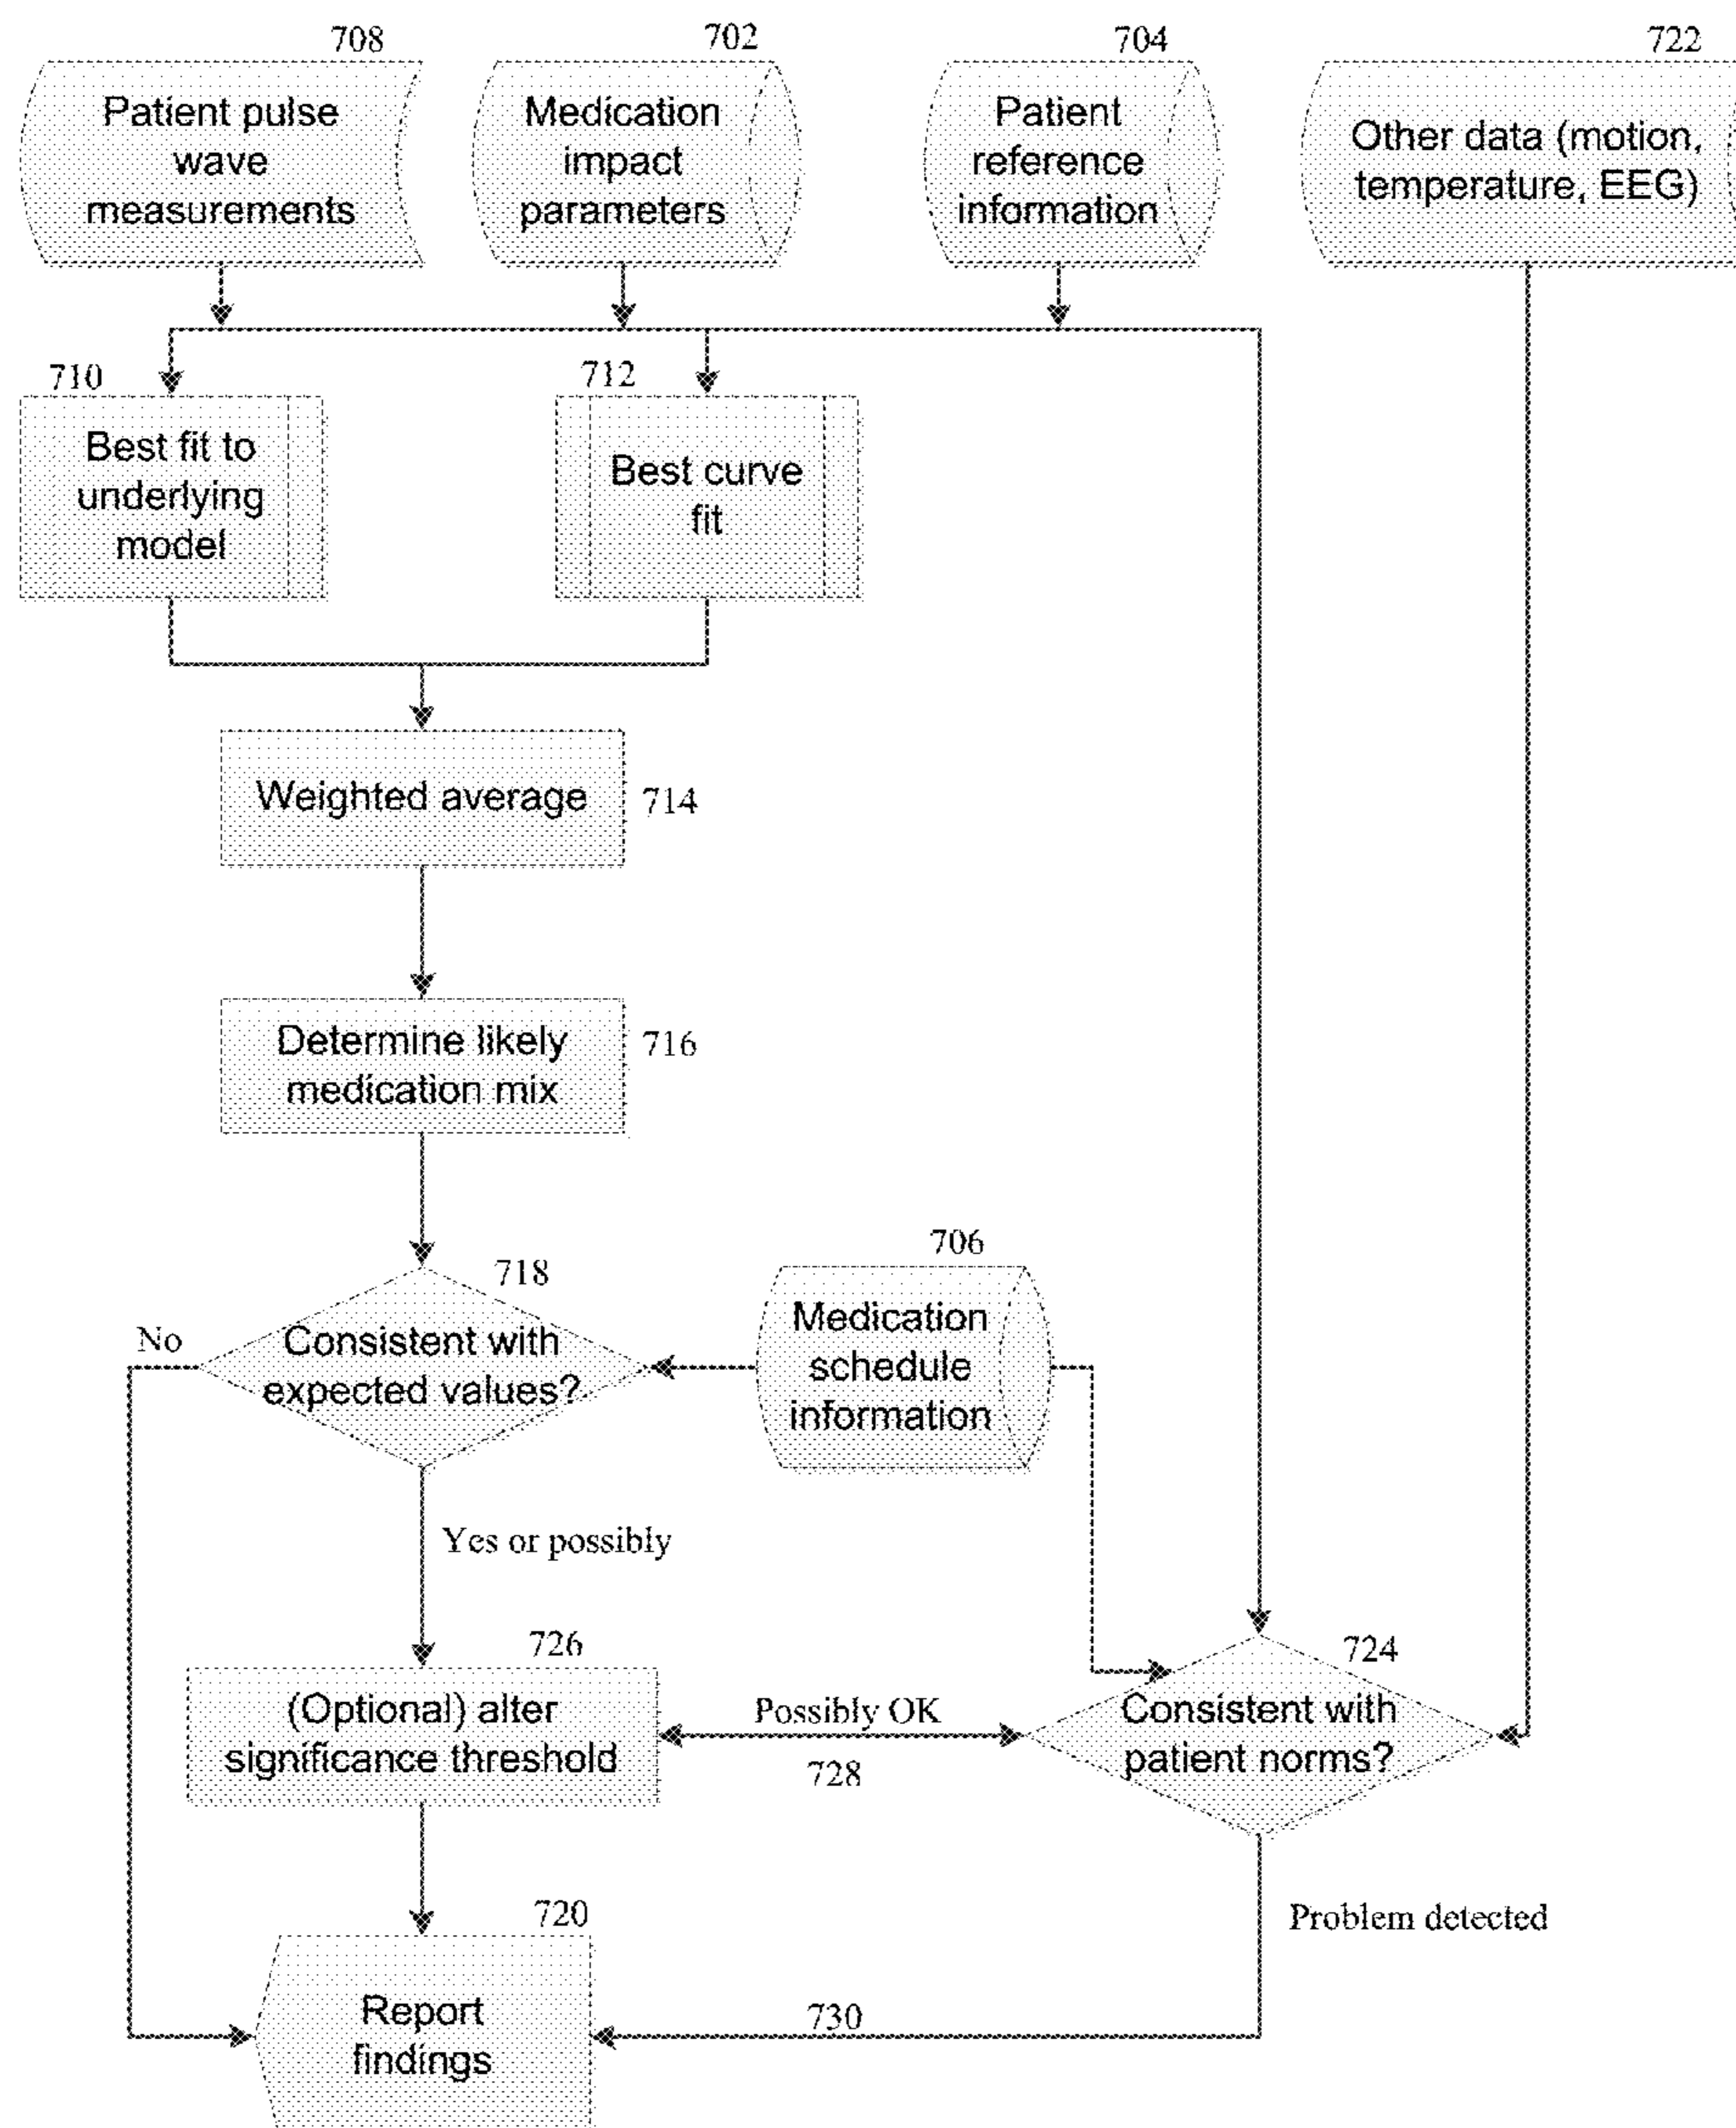 708
Patient pulse
wave
measurements
702
Medication
impact
parameters
704
Patient
reference
information
722
Other data (motion,
temperature, EEG)
710
Best fit to
underlying
model
712
Best curve
fit
Weighted average
714
Determine likely
medication mix
716
718
Consistent with
expected values?
No
706
Medication
schedule
information
Yes or possibly
726
(Optional) alter
significance threshold
Possibly OK
728
724
Consistent with
patient norms?
Problem detected
720
Report
findings
730